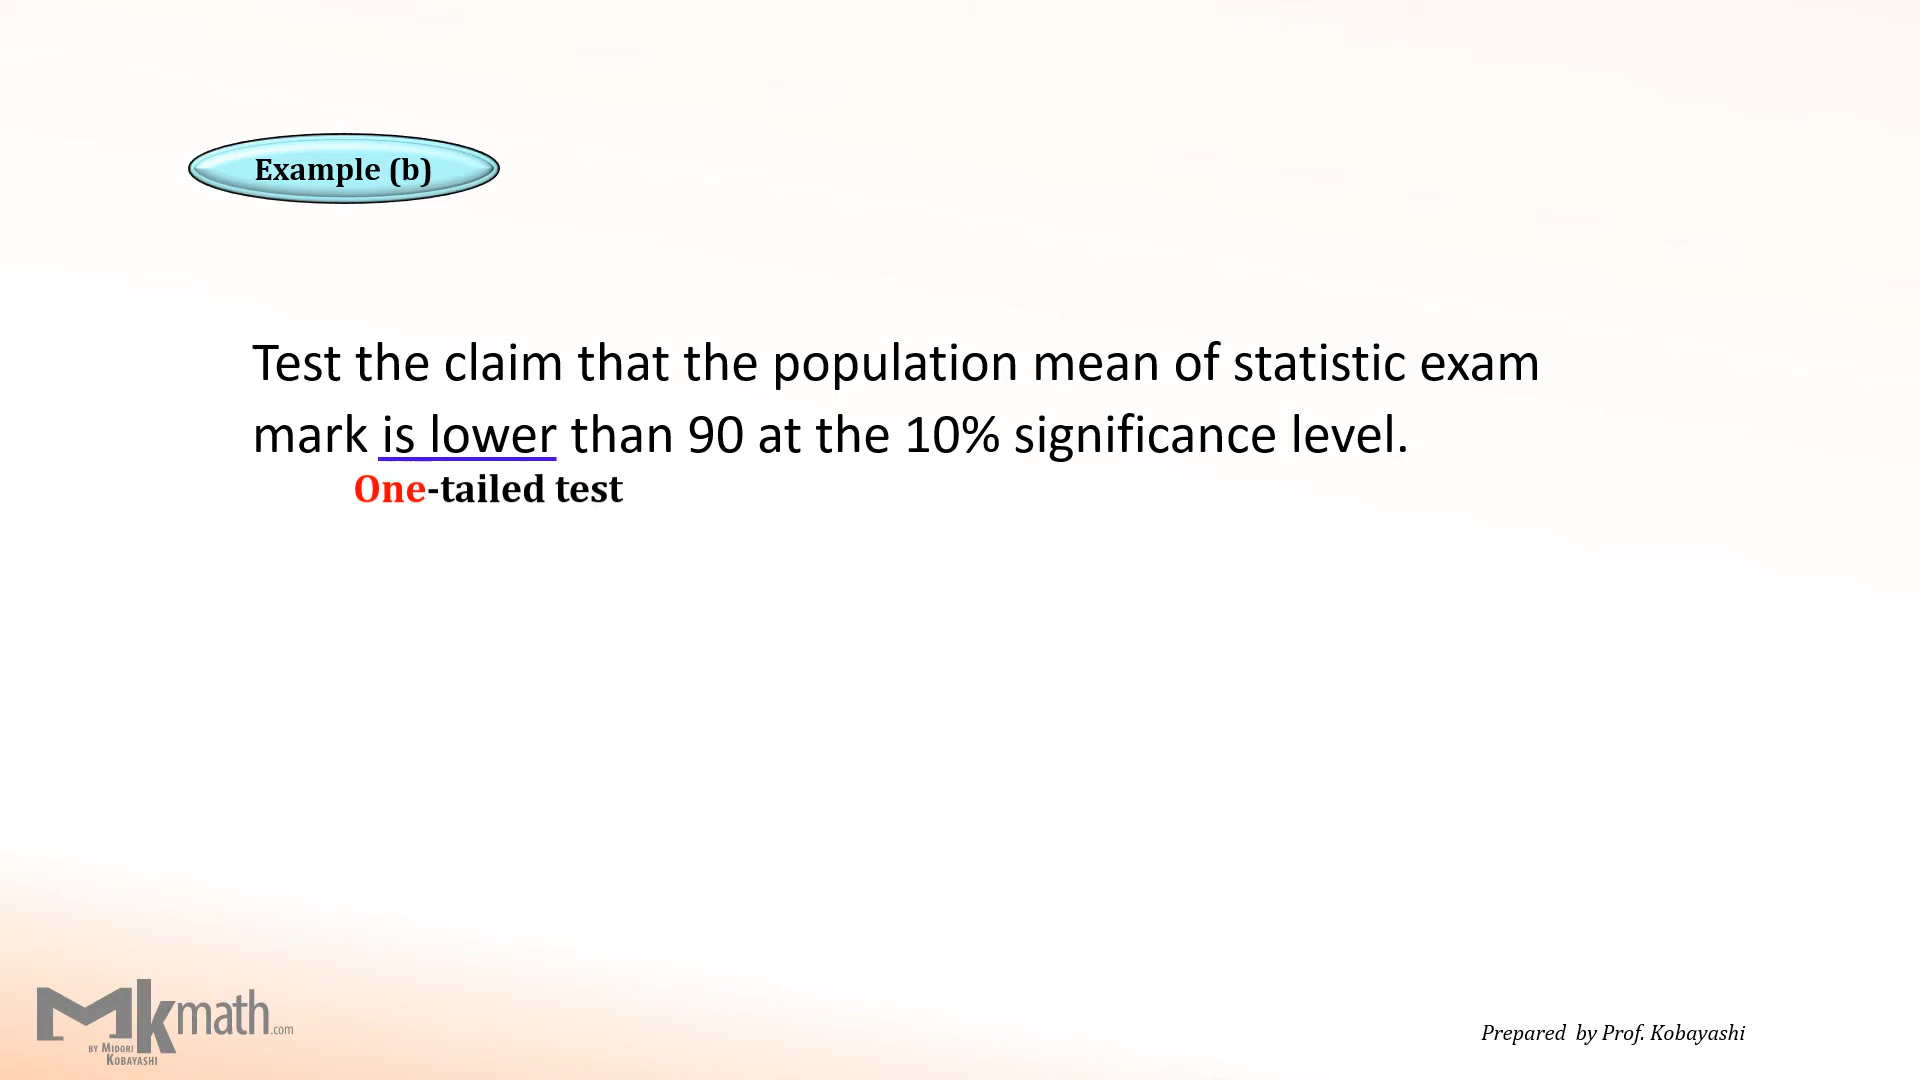 Example (b)
Test the claim that the population mean of statistic exam
mark is lower than 90 at the 10% significance level.
One-tailed test
Mkmath.com
BY MIDORI
KOBAYASHI
Prepared by Prof. Kobayashi